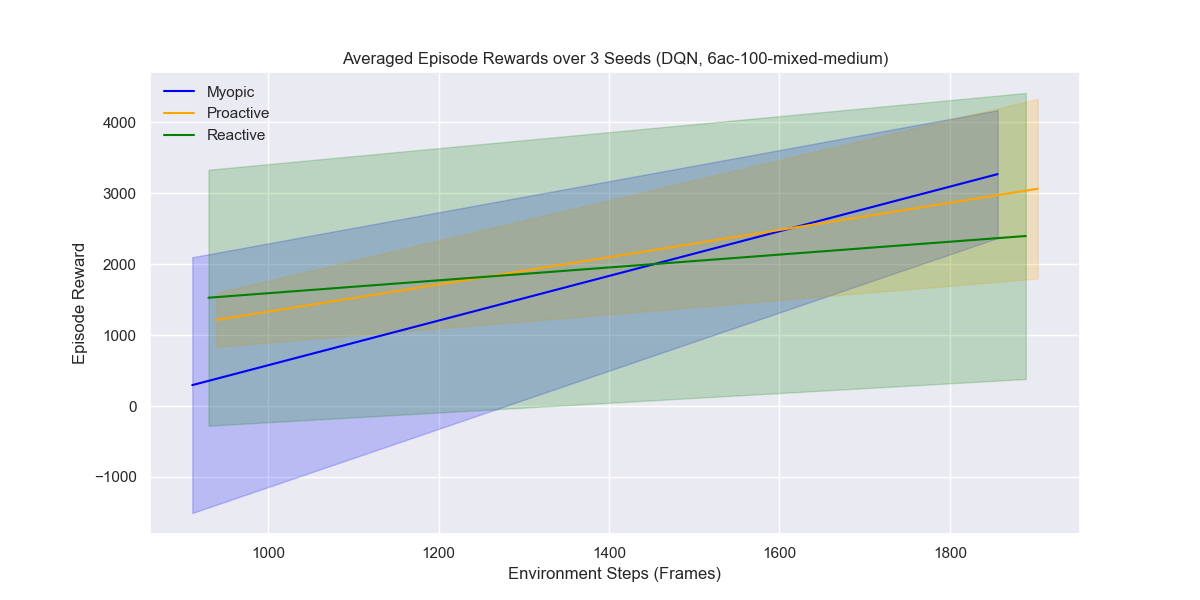 Averaged Episode Rewards over 3 Seeds (DQN, 6ac-100-mixed-medium)
Myopic
Proactive
Reactive
4000
3000
2000
1000
0
−1000
Episode Reward
1000 1200 1400 1600 1800
Environment Steps (Frames)